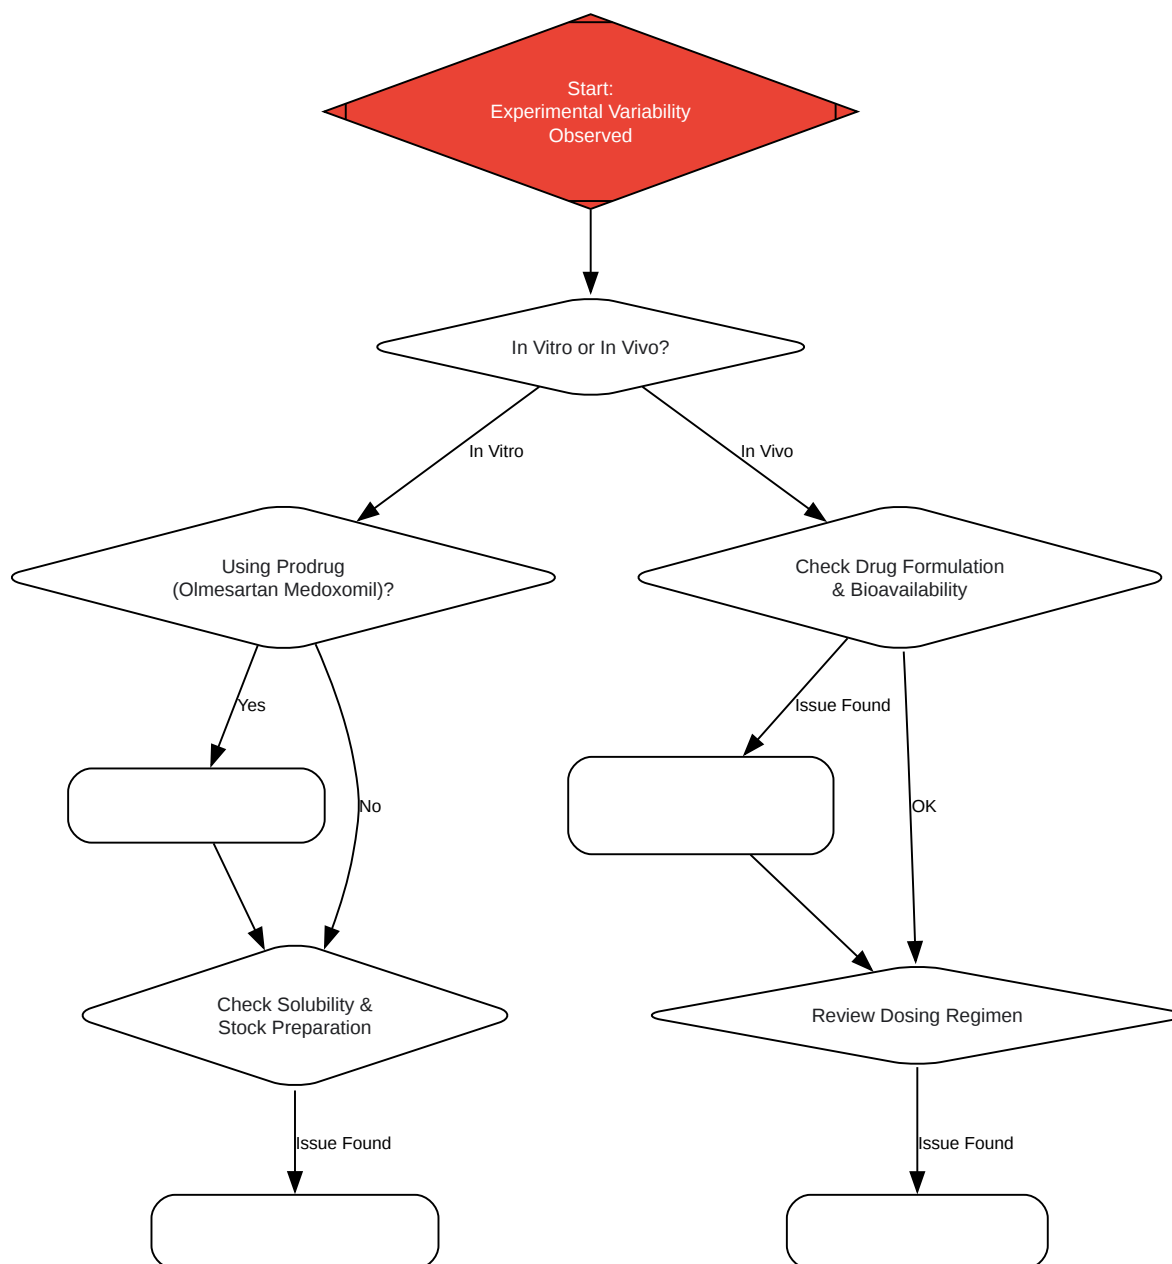 Start:
Experimental Variability
Observed
In Vitro or In Vivo?
In Vitro
In Vivo
Using Prodrug
(Olmesartan Medoxomil)?
Check Drug Formulation
& Bioavailability
Yes
Issue Found
No
OK
Check Solubility &
Stock Preparation
Review Dosing Regimen
Issue Found
Issue Found